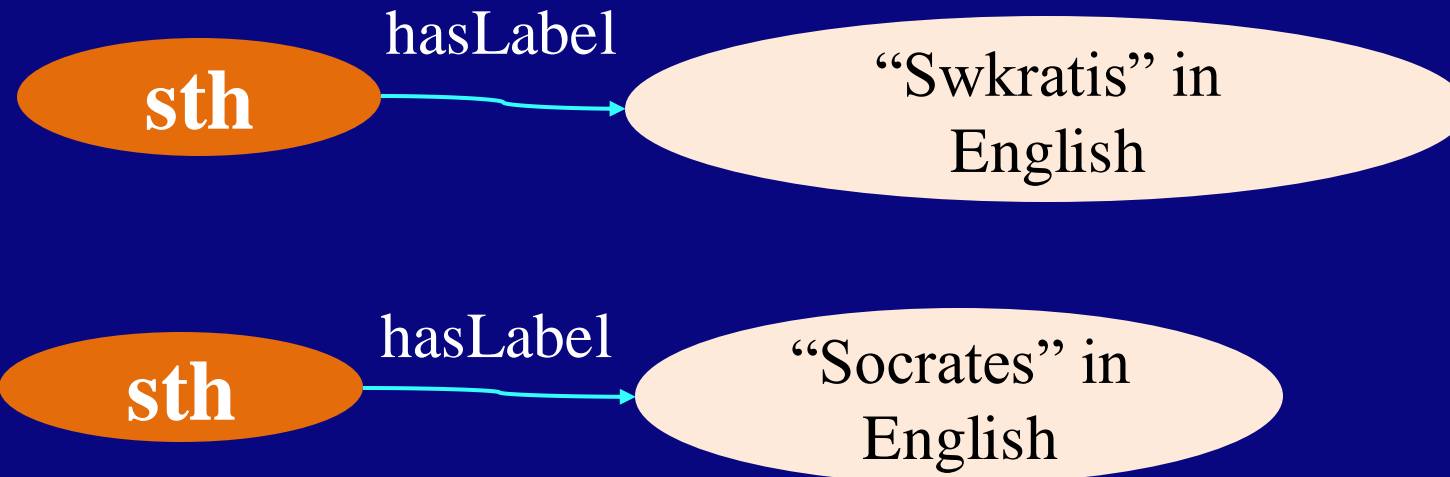 hasLabel
sth
“Swkratis” in
English
hasLabel
sth
“Socrates” in
English